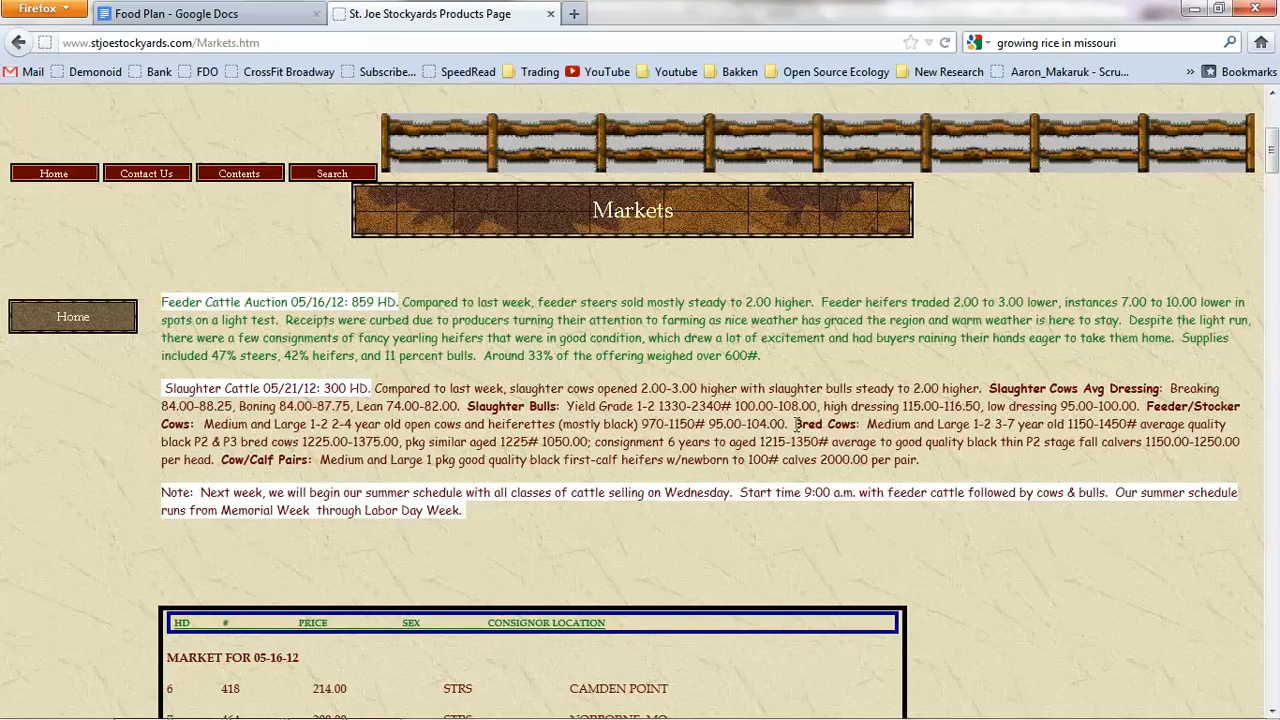 Firefox
Food Plan - Google Docs
St. Joe Stockyards Products Page
www.stjoestockyards.com/Markets.htm
growing rice in missouri
Mail Demonoid Bank FDO CrossFit Broadway Subscribe... SpeedRead Trading YouTube Youtube Bakken Open Source Ecology New Research Aaron_Makaruk - Scru... » Bookmarks
Home Contact Us Contents Search
Markets
Home
Feeder Cattle Auction 05/16/12: 859 HD. Compared to last week, feeder steers sold mostly steady to 2.00 higher. Feeder heifers traded 2.00 to 3.00 lower, instances 7.00 to 10.00 lower in
spots on a light test. Receipts were curbed due to producers turning their attention to farming as nice weather has graced the region and warm weather is here to stay. Despite the light run,
there were a few consignments of fancy yearling heifers that were in good condition, which drew a lot of excitement and had buyers raining their hands eager to take them home. Supplies
included 47% steers, 42% heifers, and 11 percent bulls. Around 33% of the offering weighed over 600#.
Slaughter Cattle 05/21/12: 300 HD. Compared to last week, slaughter cows opened 2.00-3.00 higher with slaughter bulls steady to 2.00 higher. Slaughter Cows Avg Dressing: Breaking
84.00-88.25, Boning 84.00-87.75, Lean 74.00-82.00. Slaughter Bulls: Yield Grade 1-2 1330-2340# 100.00-108.00, high dressing 115.00-116.50, low dressing 95.00-100.00. Feeder/Stocker
Cows: Medium and Large 1-2 2-4 year old open cows and heiferettes (mostly black) 970-1150# 95.00-104.00. Bred Cows: Medium and Large 1-2 3-7 year old 1150-1450# average quality
black P2 & P3 bred cows 1225.00-1375.00, pkg similar aged 1225# 1050.00; consignment 6 years to aged 1215-1350# average to good quality black thin P2 stage fall calvers 1150.00-1250.00
per head. Cow/Calf Pairs: Medium and Large 1 pkg good quality black first-calf heifers w/newborn to 100# calves 2000.00 per pair.
Note: Next week, we will begin our summer schedule with all classes of cattle selling on Wednesday. Start time 9:00 a.m. with feeder cattle followed by cows & bulls. Our summer schedule
runs from Memorial Week through Labor Day Week.
HD # PRICE SEX CONSIGNOR LOCATION
MARKET FOR 05-16-12
6 418 214.00 STRS CAMDEN POINT
STRS NORBORNE, MO